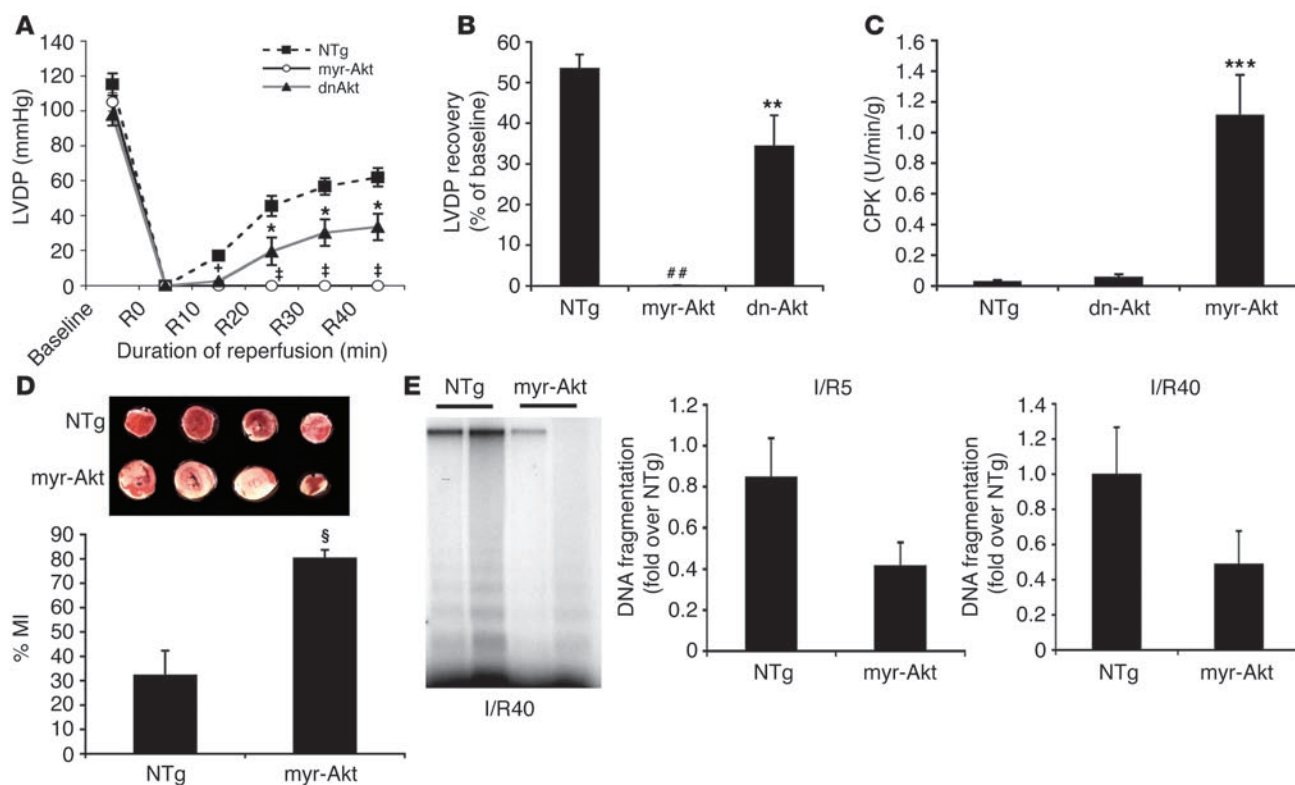 A
LVDP (mmHg)
140
120
100
80
60
40
20
0
NTg
myr-Akt
dnAkt
+
*
*
*
‡
‡
‡
Baseline
R0
R10
R20
R30
R40
Duration of reperfusion (min)
B
LVDP recovery
(% of baseline)
60
50
40
30
20
10
0
##
**
NTg
myr-Akt
dn-Akt
C
CPK (U/min/g)
1.6
1.4
1.2
1.0
0.8
0.6
0.4
0.2
0
***
NTg
dn-Akt
myr-Akt
D
NTg
myr-Akt
% MI
90
80
70
60
50
40
30
20
10
0
§
NTg
myr-Akt
E
NTg
myr-Akt
I/R40
I/R5
DNA fragmentation
(fold over NTg)
1.2
1.0
0.8
0.6
0.4
0.2
0
NTg
myr-Akt
I/R40
DNA fragmentation
(fold over NTg)
1.4
1.2
1.0
0.8
0.6
0.4
0.2
0
NTg
myr-Akt